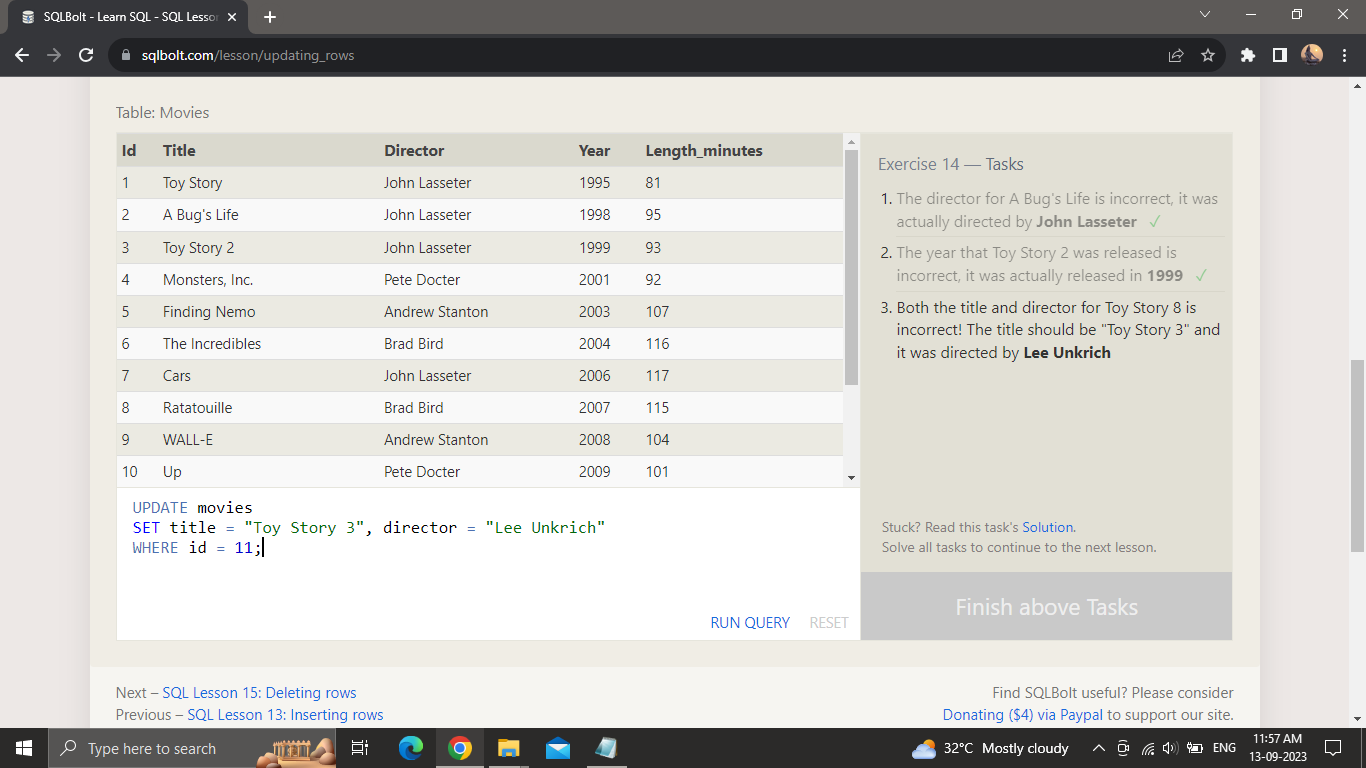 SQLBolt - Learn SQL - SQL Lesson
sqlbolt.com/lesson/updating_rows
Table: Movies
Id Title Director Year Length_minutes
1 Toy Story John Lasseter 1995 81
2 A Bug's Life John Lasseter 1998 95
3 Toy Story 2 John Lasseter 1999 93
4 Monsters, Inc. Pete Docter 2001 92
5 Finding Nemo Andrew Stanton 2003 107
6 The Incredibles Brad Bird 2004 116
7 Cars John Lasseter 2006 117
8 Ratatouille Brad Bird 2007 115
9 WALL-E Andrew Stanton 2008 104
10 Up Pete Docter 2009 101
UPDATE movies
SET title = "Toy Story 3", director = "Lee Unkrich"
WHERE id = 11;
RUN QUERY RESET
Exercise 14 — Tasks
1. The director for A Bug's Life is incorrect, it was
actually directed by John Lasseter ✓
2. The year that Toy Story 2 was released is
incorrect, it was actually released in 1999 ✓
3. Both the title and director for Toy Story 8 is
incorrect! The title should be "Toy Story 3" and
it was directed by Lee Unkrich
Stuck? Read this task's Solution.
Solve all tasks to continue to the next lesson.
Finish above Tasks
Next – SQL Lesson 15: Deleting rows
Previous – SQL Lesson 13: Inserting rows
Find SQLBolt useful? Please consider
Donating ($4) via Paypal to support our site.
Type here to search
32°C Mostly cloudy
ENG
11:57 AM
13-09-2023